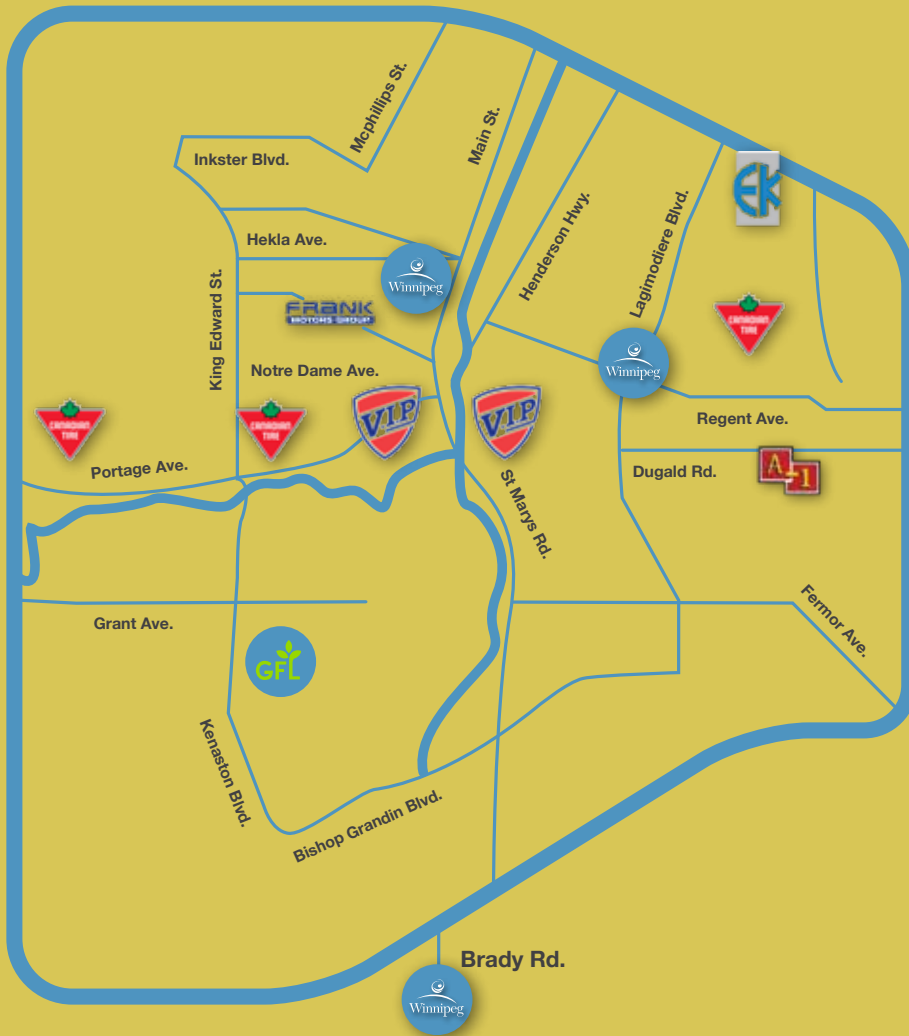 Mcphillips St.
Main St.
Inkster Blvd.
EK
Henderson Hwy.
Lagimodiere Blvd.
Hekla Ave.
Winnipeg
King Edward St.
FRANK
MOTORS GROUP
CANADIAN
TIRE
Winnipeg
Notre Dame Ave.
CANADIAN
TIRE
CANADIAN
TIRE
VIP
VIP
Regent Ave.
Portage Ave.
Dugald Rd.
A-1
St Marys Rd.
Grant Ave.
Fermor Ave.
GFL
Kenaston Blvd.
Bishop Grandin Blvd.
Brady Rd.
Winnipeg